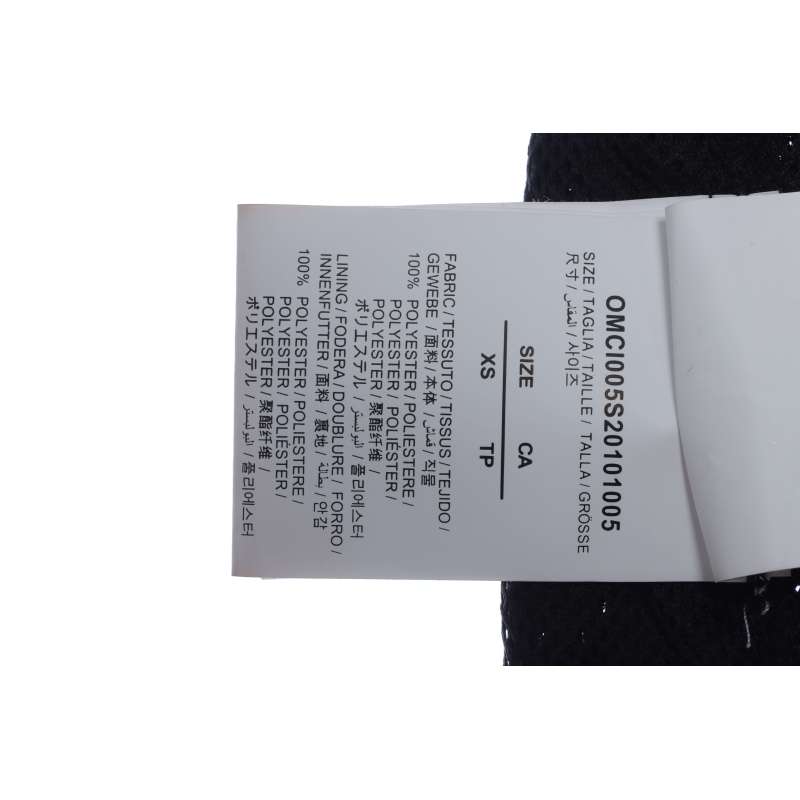 OMCI005S20101005
SIZE / TAGLIA / TAILLE / TALLA / GRÖSSE
尺寸 / المقاس / 사이즈
SIZE CA
XS TP
FABRIC / TESSUTO / TISSUS / TEJIDO /
GEWEBE / 面料 / 本体 / قماش / 직물
100% POLYESTER / POLIESTERE /
POLYESTER / POLIÉSTER /
POLYESTER / 聚酯纤维 /
ポリエステル / البوليستر / 폴리에스터
LINING / FODERA / DOUBLURE / FORRO /
INNENFUTTER / 面料 / 裏地 / بطانة / 안감
100% POLYESTER / POLIESTERE /
POLYESTER / POLIÉSTER /
POLYESTER / 聚酯纤维 /
ポリエステル / البوليستر / 폴리에스터